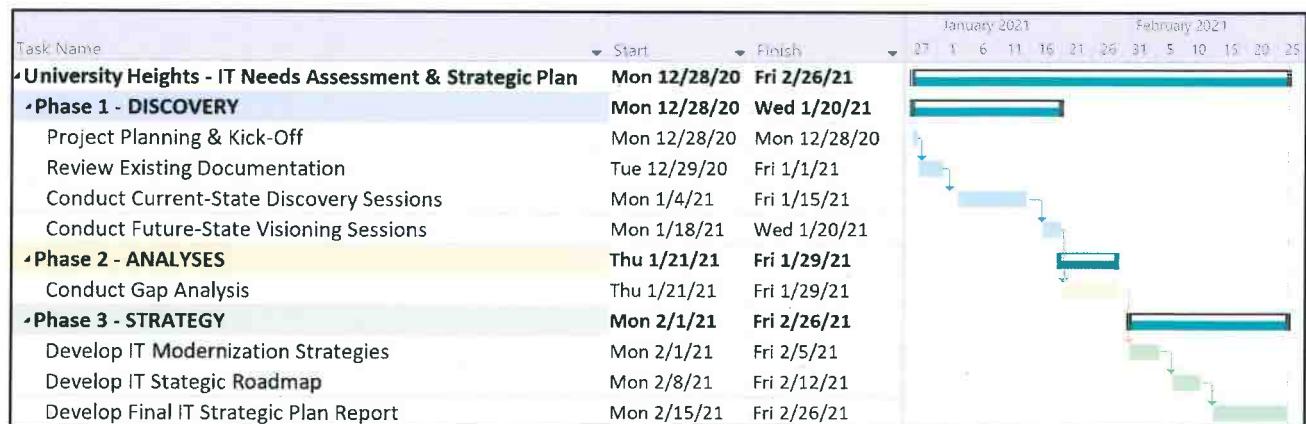 January 2021 February 2021
Task Name Start Finish 27 1 6 11 16 21 26 31 5 10 15 20 25
University Heights - IT Needs Assessment & Strategic Plan Mon 12/28/20 Fri 2/26/21
Phase 1 - DISCOVERY Mon 12/28/20 Wed 1/20/21
Project Planning & Kick-Off Mon 12/28/20 Mon 12/28/20
Review Existing Documentation Tue 12/29/20 Fri 1/1/21
Conduct Current-State Discovery Sessions Mon 1/4/21 Fri 1/15/21
Conduct Future-State Visioning Sessions Mon 1/18/21 Wed 1/20/21
Phase 2 - ANALYSES Thu 1/21/21 Fri 1/29/21
Conduct Gap Analysis Thu 1/21/21 Fri 1/29/21
Phase 3 - STRATEGY Mon 2/1/21 Fri 2/26/21
Develop IT Modernization Strategies Mon 2/1/21 Fri 2/5/21
Develop IT Stategic Roadmap Mon 2/8/21 Fri 2/12/21
Develop Final IT Strategic Plan Report Mon 2/15/21 Fri 2/26/21